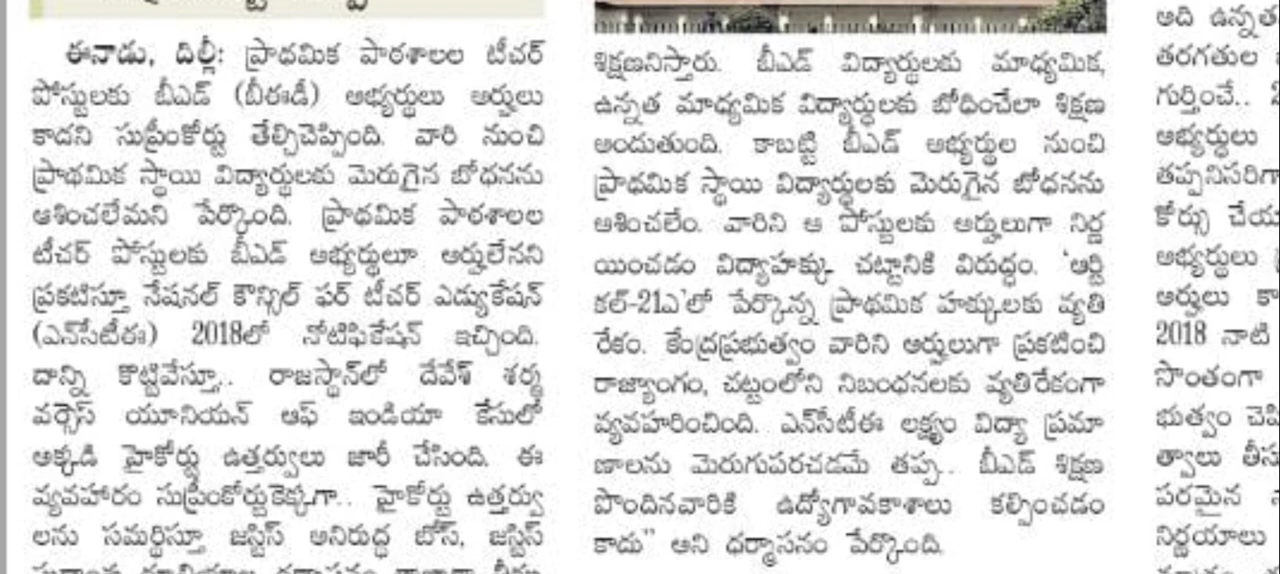 ఈనాడు, దిల్లీ: ప్రాథమిక పాఠశాలల టీచర్
పోస్టులకు బీఎడ్ (బీఈడీ) అభ్యర్థులు అర్హులు
కాదని సుప్రీంకోర్టు తేల్చిచెప్పింది. వారి నుంచి
ప్రాథమిక స్థాయి విద్యార్థులకు మెరుగైన బోధనను
ఆశించలేమని పేర్కొంది. ప్రాథమిక పాఠశాలల
టీచర్ పోస్టులకు బీఎడ్ అభ్యర్థులూ అర్హులేనని
ప్రకటిస్తూ నేషనల్ కౌన్సిల్ ఫర్ టీచర్ ఎడ్యుకేషన్
(ఎన్‌సీటీఈ) 2018లో నోటిఫికేషన్ ఇచ్చింది.
దాన్ని కొట్టివేస్తూ.. రాజస్థాన్‌లో దేవేశ్ శర్మ
వర్సెస్ యూనియన్ ఆఫ్ ఇండియా కేసులో
అక్కడి హైకోర్టు ఉత్తర్వులు జారీ చేసింది. ఈ
వ్యవహారం సుప్రీంకోర్టుకెక్కగా.. హైకోర్టు ఉత్తర్వు
లను సమర్థిస్తూ జస్టిస్ అనిరుద్ధ బోస్, జస్టిస్
శిక్షణనిస్తారు. బీఎడ్ విద్యార్థులకు మాధ్యమిక,
ఉన్నత మాధ్యమిక విద్యార్థులకు బోధించేలా శిక్షణ
అందుతుంది. కాబట్టి బీఎడ్ అభ్యర్థుల నుంచి
ప్రాథమిక స్థాయి విద్యార్థులకు మెరుగైన బోధనను
ఆశించలేం. వారిని ఆ పోస్టులకు అర్హులుగా నిర్ణ
యించడం విద్యాహక్కు చట్టానికి విరుద్ధం. 'ఆర్టి
కల్-21ఎ'లో పేర్కొన్న ప్రాథమిక హక్కులకు వ్యతి
రేకం. కేంద్రప్రభుత్వం వారిని అర్హులుగా ప్రకటించి
రాజ్యాంగం, చట్టంలోని నిబంధనలకు వ్యతిరేకంగా
వ్యవహరించింది. ఎన్‌సీటీఈ లక్ష్యం విద్యా ప్రమా
ణాలను మెరుగుపరచడమే తప్ప.. బీఎడ్ శిక్షణ
పొందినవారికి ఉద్యోగావకాశాలు కల్పించడం
కాదు'' అని ధర్మాసనం పేర్కొంది.
అది ఉన్నత
తరగతుల
గుర్తించే..
అభ్యర్థులు
తప్పనిసరిగా
కోర్సు చేయ
అభ్యర్థులు
అర్హులు కా
2018 నాటి
సొంతంగా
భుత్వం చెపి
త్వాలు తీసు
పరమైన
నిర్ణయాలు